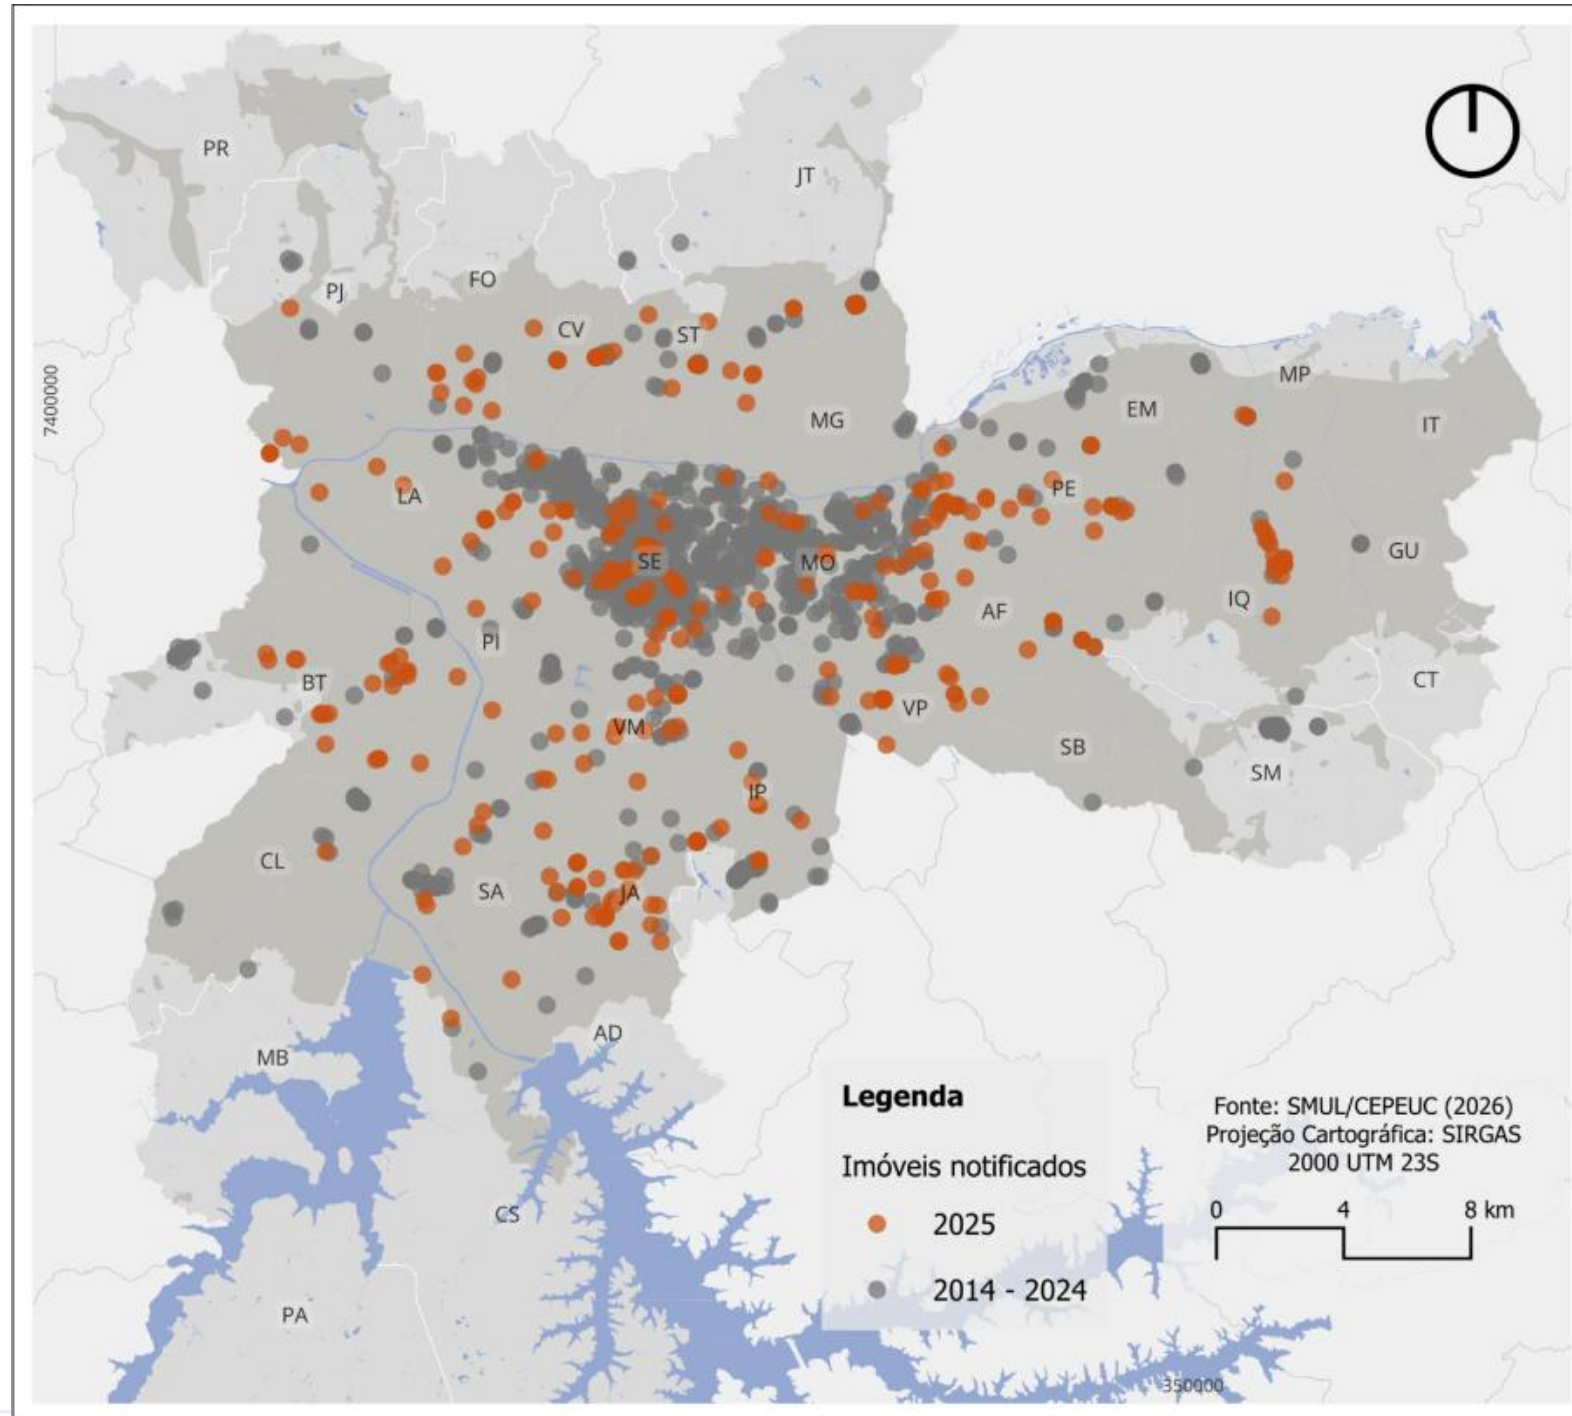 PR
JT
PJ
FO
CV
ST
7400000
MP
EM
IT
MG
LA
PE
SE
MO
GU
IQ
AF
PI
BT
CT
VP
VM
SB
SM
IP
CL
SA
JA
AD
MB
CS
PA
Legenda
Imóveis notificados
2025
2014 - 2024
Fonte: SMUL/CEPEUC (2026)
Projeção Cartográfica: SIRGAS
2000 UTM 23S
0 4 8 km
350000